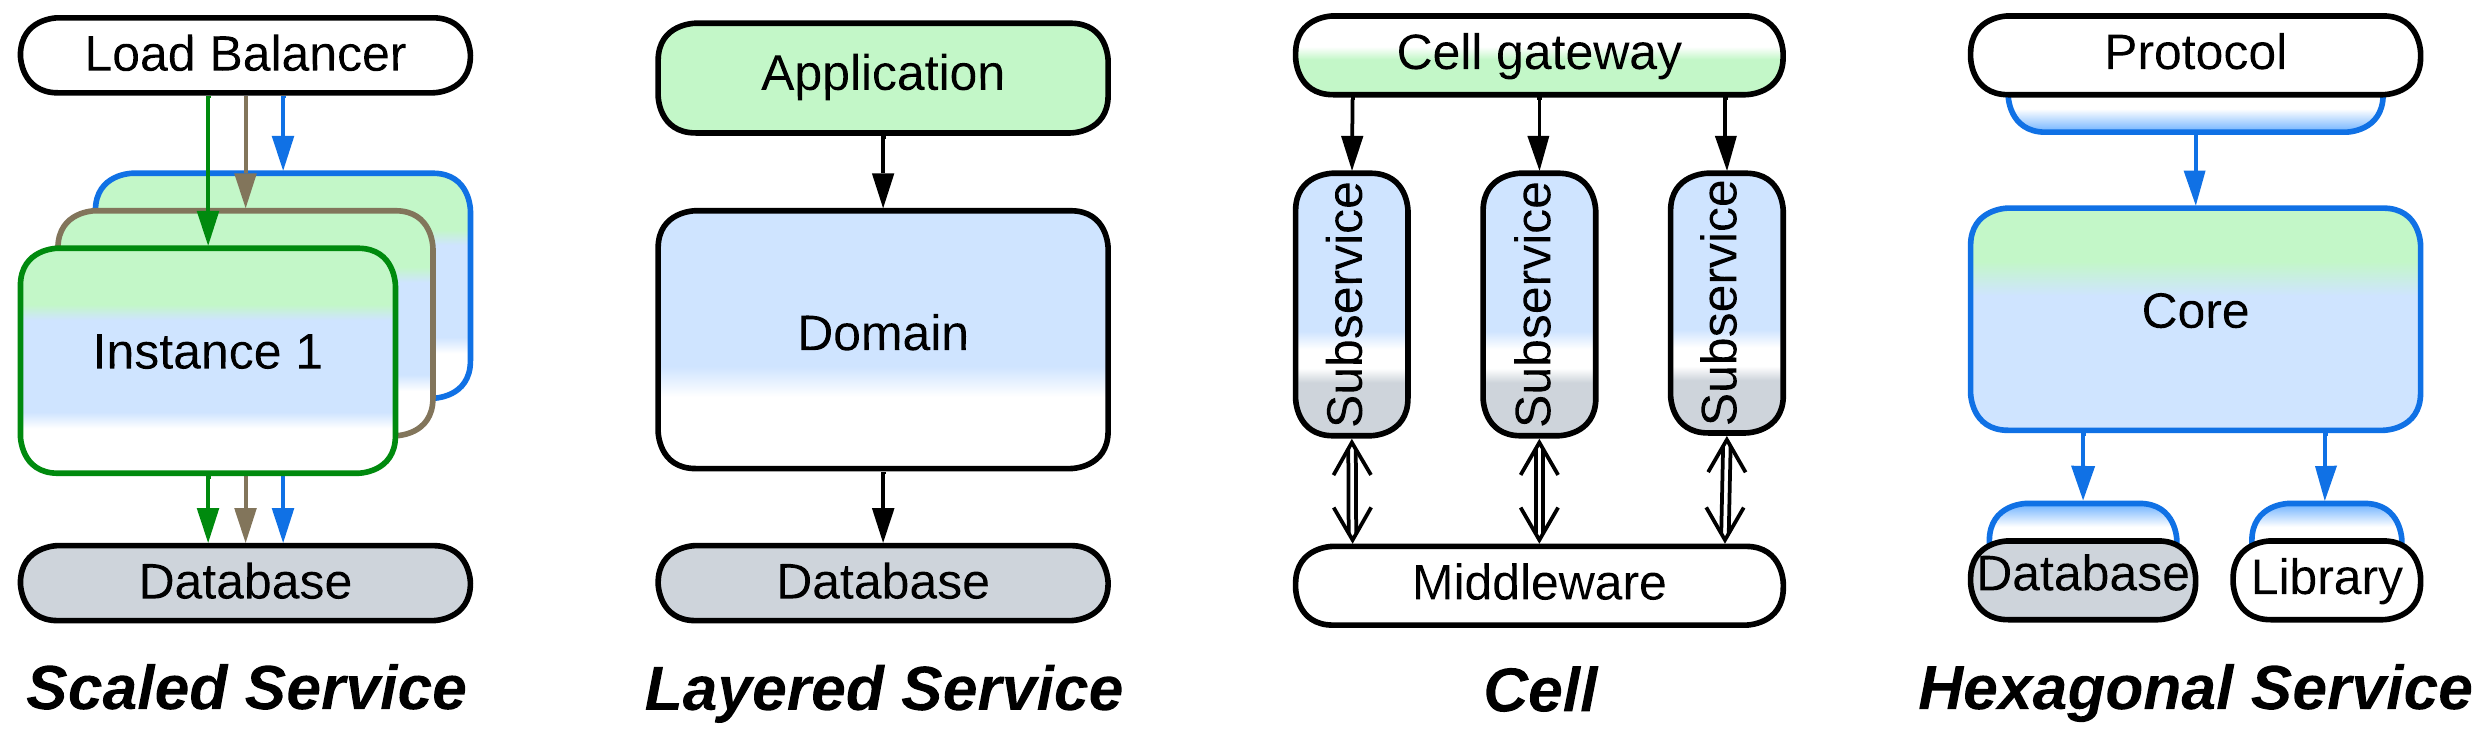 Load Balancer
Instance 1
Database
Scaled Service
Application
Domain
Database
Layered Service
Cell gateway
Subservice
Subservice
Subservice
Middleware
Cell
Protocol
Core
Database
Library
Hexagonal Service